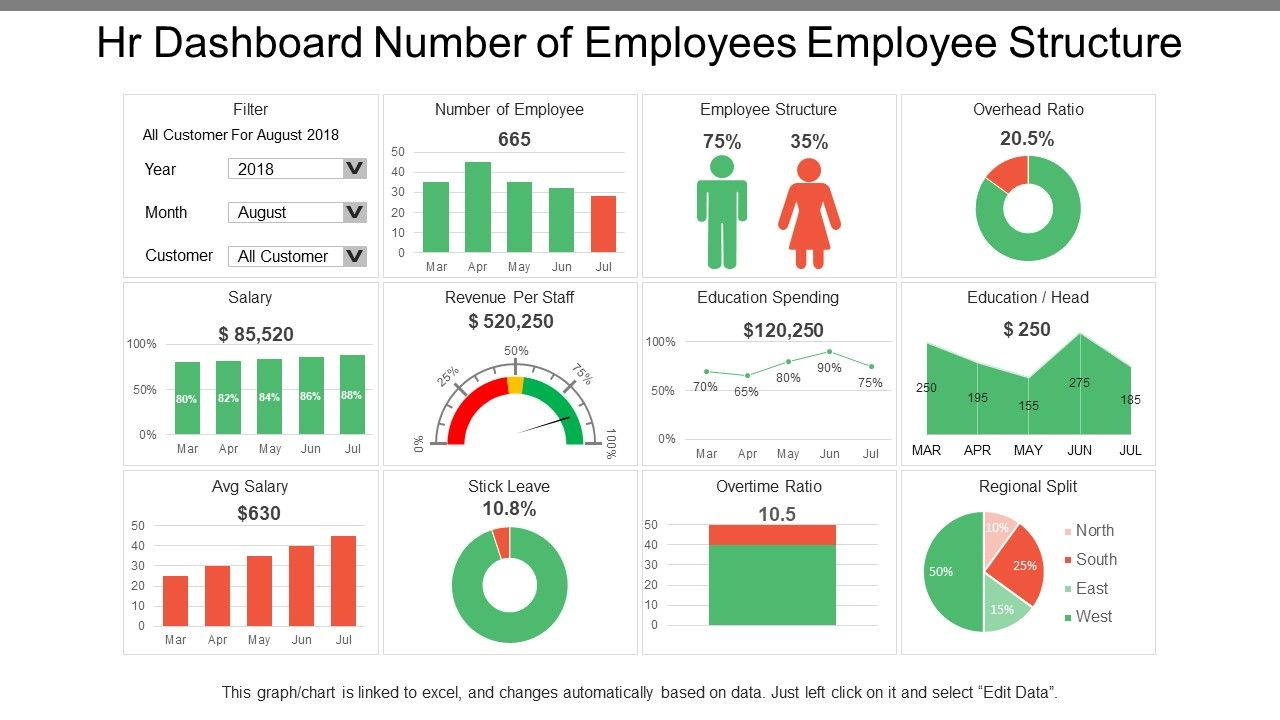 Hr Dashboard Number of Employees Employee Structure
Filter
All Customer For August 2018
Year
2018
Month
August
Customer
All Customer
Number of Employee
665
50
40
30
20
10
0
Mar Apr May Jun Jul
Employee Structure
75% 35%
Overhead Ratio
20.5%
Salary
$ 85,520
100%
50%
0%
80% 82% 84% 86% 88%
Mar Apr May Jun Jul
Revenue Per Staff
$ 520,250
0%
25%
50%
75%
100%
Education Spending
$120,250
100%
50%
0%
70% 65% 80% 90% 75%
Mar Apr May Jun Jul
Education / Head
$ 250
250 195 155 275 185
MAR APR MAY JUN JUL
Avg Salary
$630
50
40
30
20
10
0
Mar Apr May Jun Jul
Stick Leave
10.8%
Overtime Ratio
10.5
50
40
30
20
10
0
Regional Split
10%
25%
15%
50%
North
South
East
West
This graph/chart is linked to excel, and changes automatically based on data. Just left click on it and select “Edit Data”.